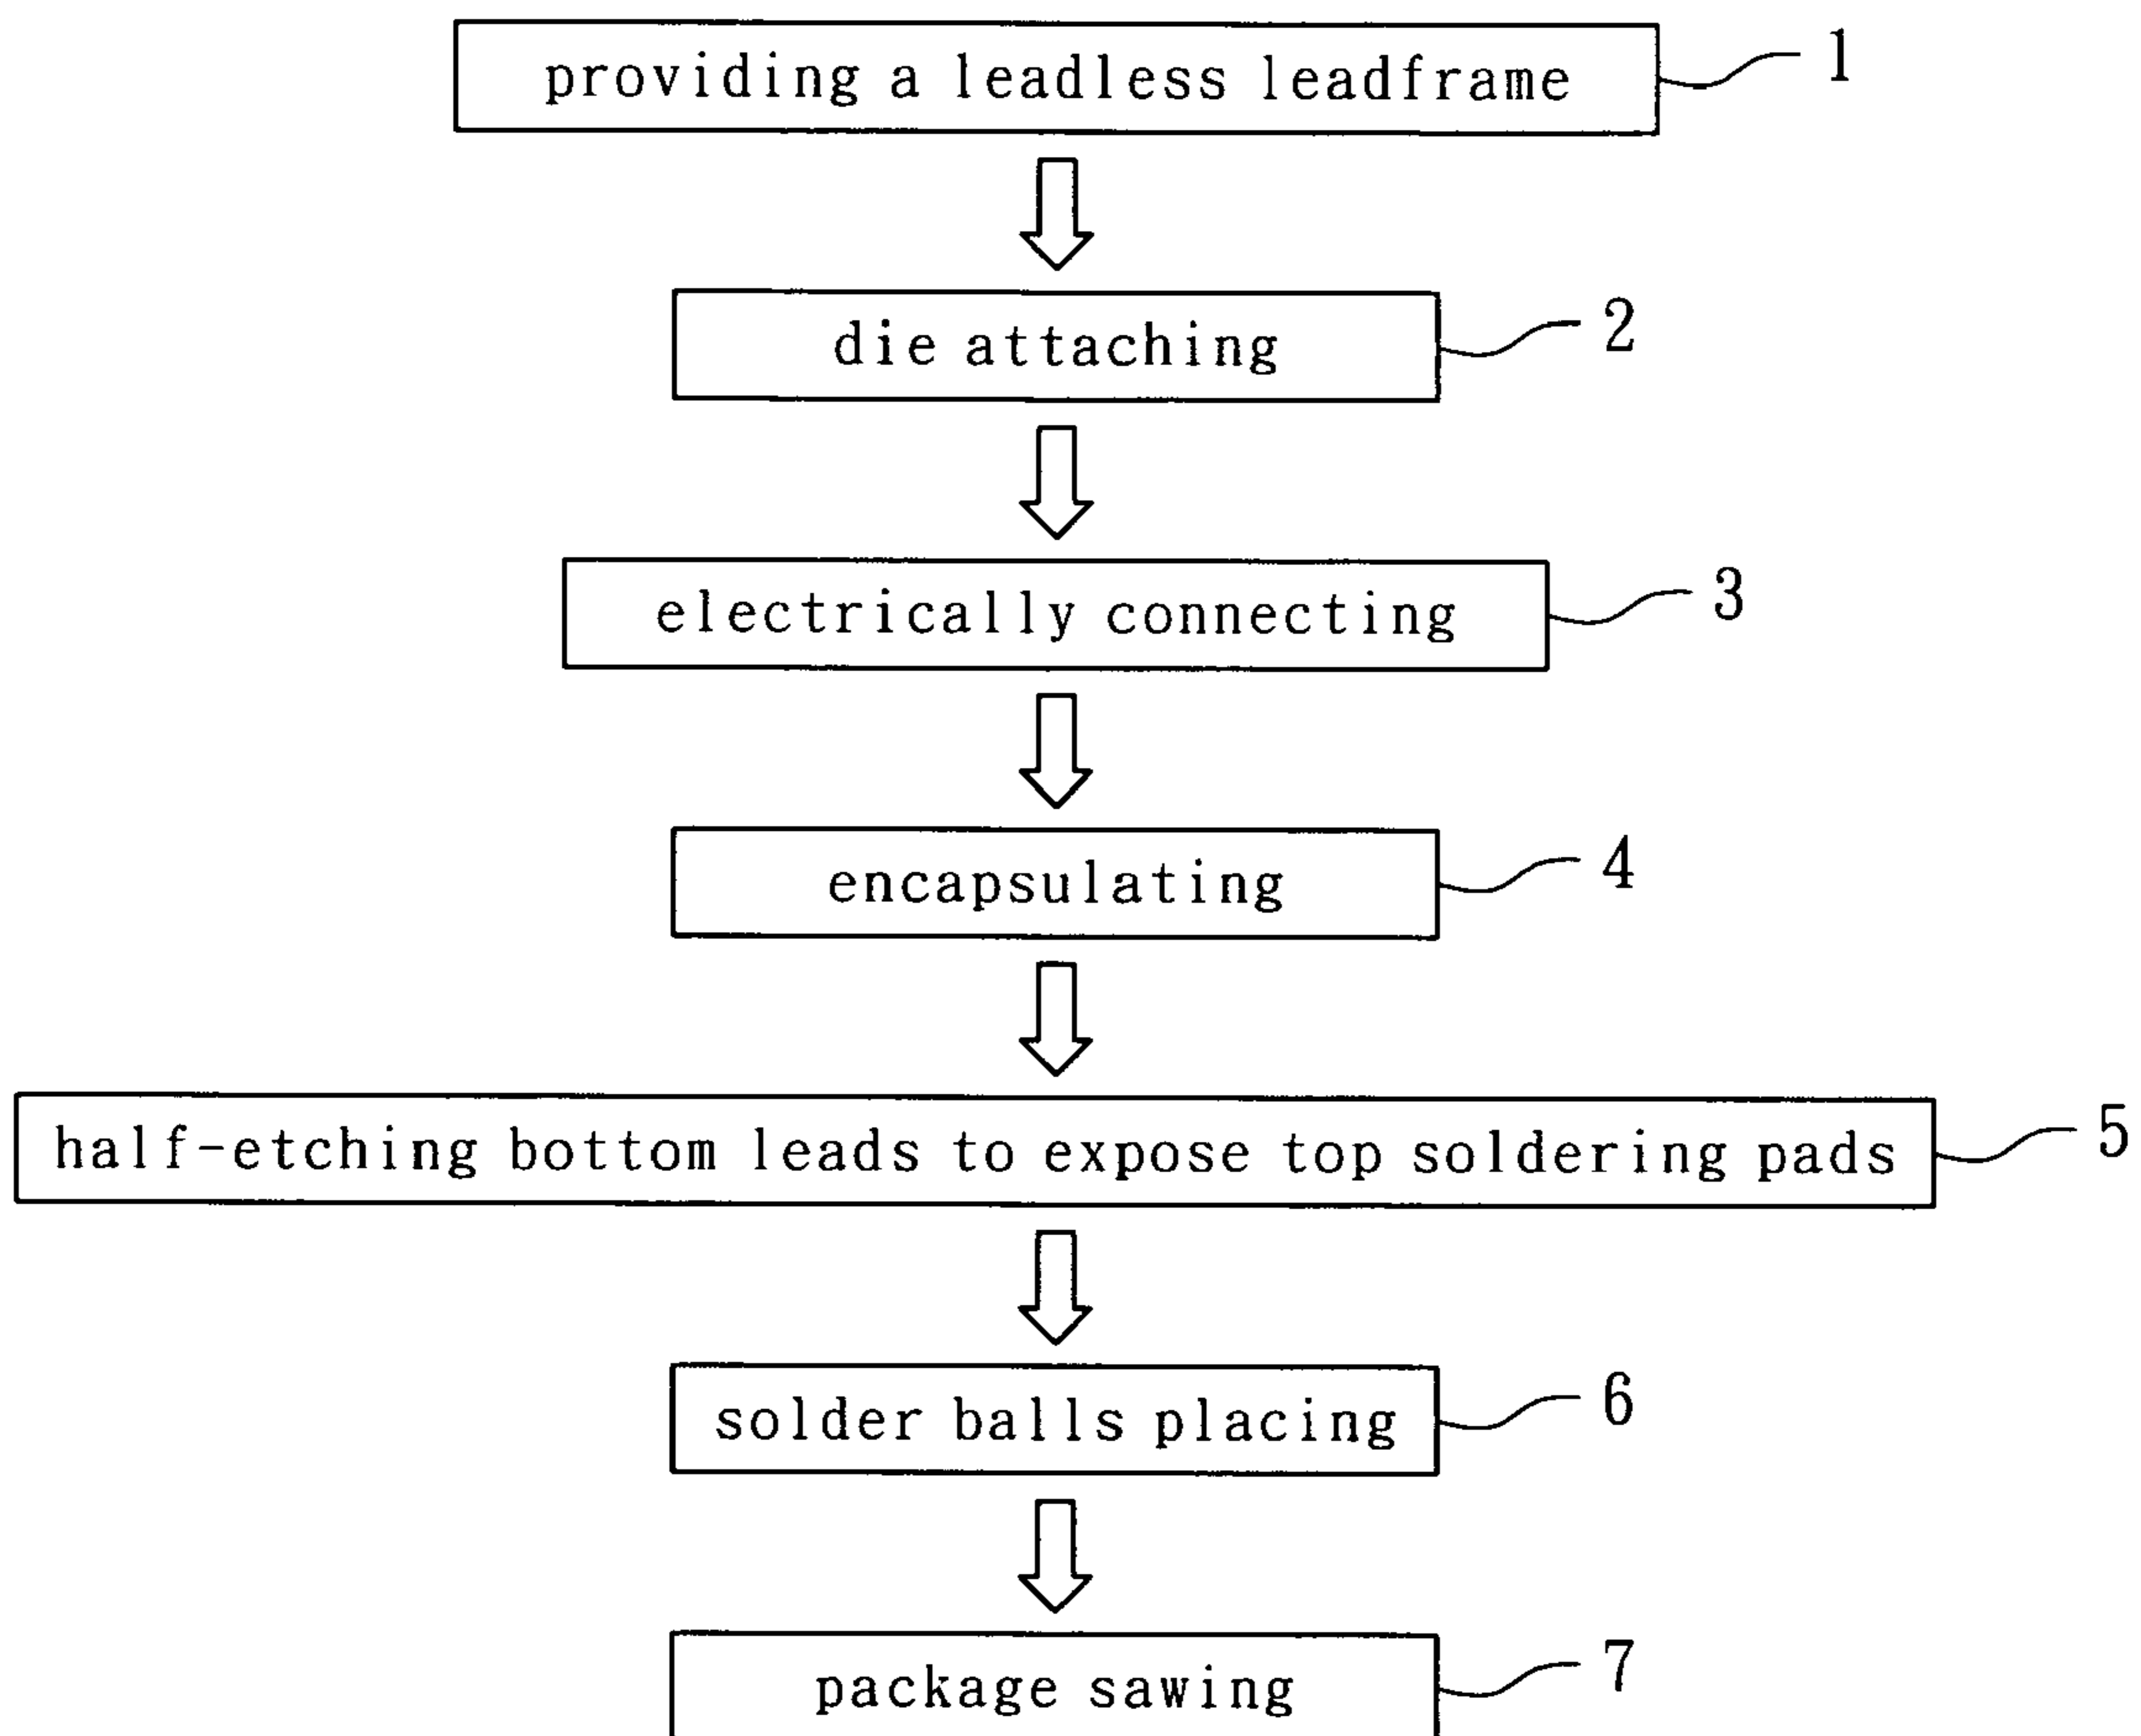 providing a leadless leadframe 1
die attaching 2
electrically connecting 3
encapsulating 4
half-etching bottom leads to expose top soldering pads 5
solder balls placing 6
package sawing 7